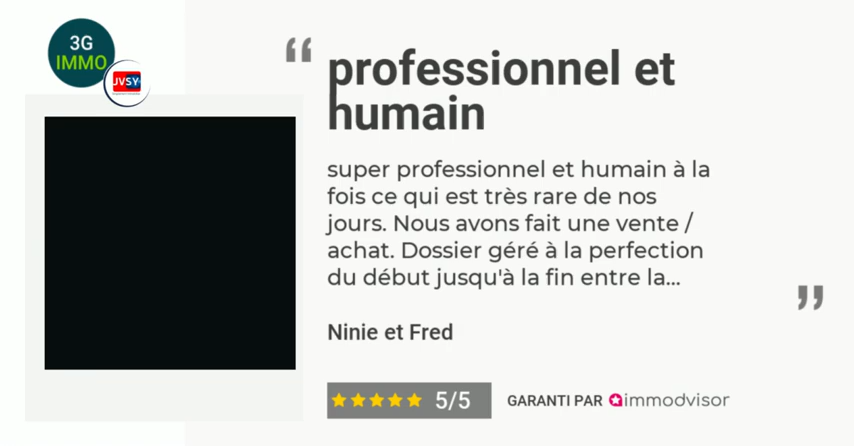 3G
IMMO
JVSY
“
professionnel et
humain
super professionnel et humain à la
fois ce qui est très rare de nos
jours. Nous avons fait une vente /
achat. Dossier géré à la perfection
du début jusqu'à la fin entre la...
”
Ninie et Fred
5/5
GARANTI PAR immodvisor